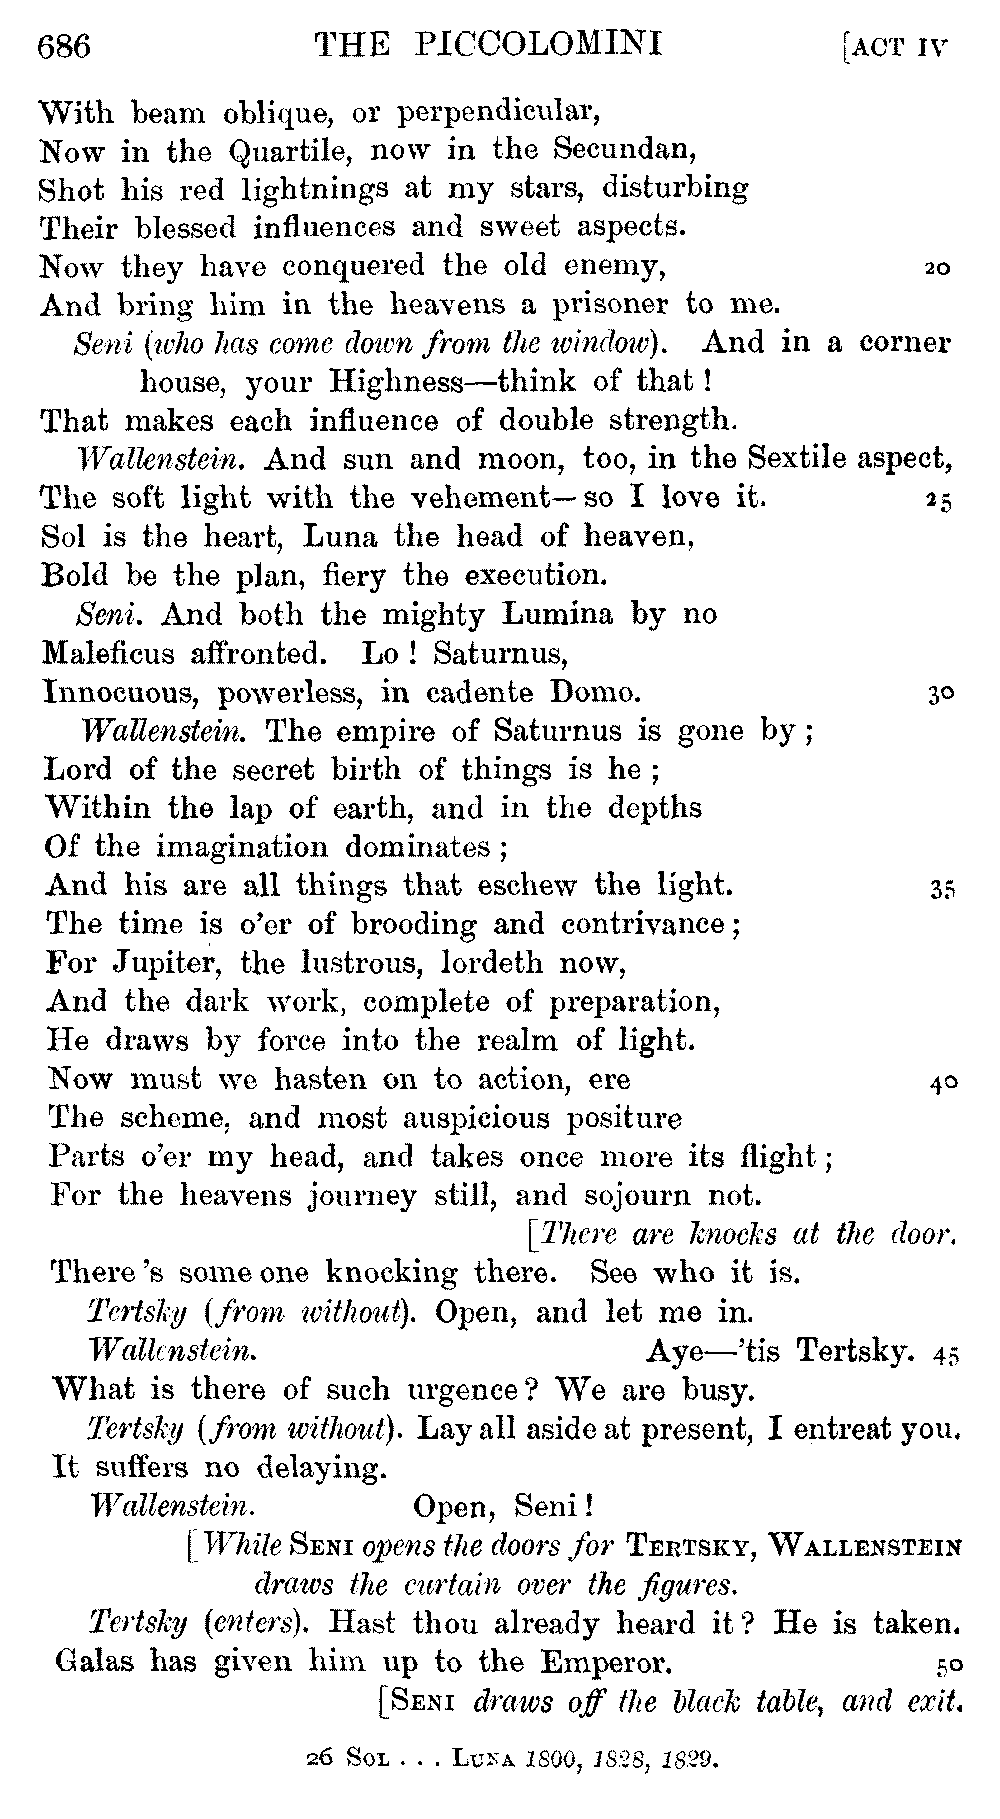 686 THE PICCOLOMINI [ACT IV
With beam oblique, or perpendicular,
Now in the Quartile, now in the Secundan,
Shot his red lightnings at my stars, disturbing
Their blessed influences and sweet aspects.
Now they have conquered the old enemy, 20
And bring him in the heavens a prisoner to me.
Seni (who has come down from the window). And in a corner
house, your Highness—think of that !
That makes each influence of double strength.
Wallenstein. And sun and moon, too, in the Sextile aspect,
The soft light with the vehement—so I love it. 25
Sol is the heart, Luna the head of heaven,
Bold be the plan, fiery the execution.
Seni. And both the mighty Lumina by no
Maleficus affronted. Lo ! Saturnus,
Innocuous, powerless, in cadente Domo. 30
Wallenstein. The empire of Saturnus is gone by ;
Lord of the secret birth of things is he ;
Within the lap of earth, and in the depths
Of the imagination dominates ;
And his are all things that eschew the light. 35
The time is o'er of brooding and contrivance ;
For Jupiter, the lustrous, lordeth now,
And the dark work, complete of preparation,
He draws by force into the realm of light.
Now must we hasten on to action, ere 40
The scheme, and most auspicious positure
Parts o'er my head, and takes once more its flight ;
For the heavens journey still, and sojourn not.
[There are knocks at the door.
There 's some one knocking there. See who it is.
Tertsky (from without). Open, and let me in.
Wallenstein. Aye—'tis Tertsky. 45
What is there of such urgence? We are busy.
Tertsky (from without). Lay all aside at present, I entreat you.
It suffers no delaying.
Wallenstein. Open, Seni !
[While SENI opens the doors for TERTSKY, WALLENSTEIN
draws the curtain over the figures.
Tertsky (enters). Hast thou already heard it? He is taken.
Galas has given him up to the Emperor. 50
[SENI draws off the black table, and exit.
26 SOL . . . LUNA 1800, 1828, 1829.